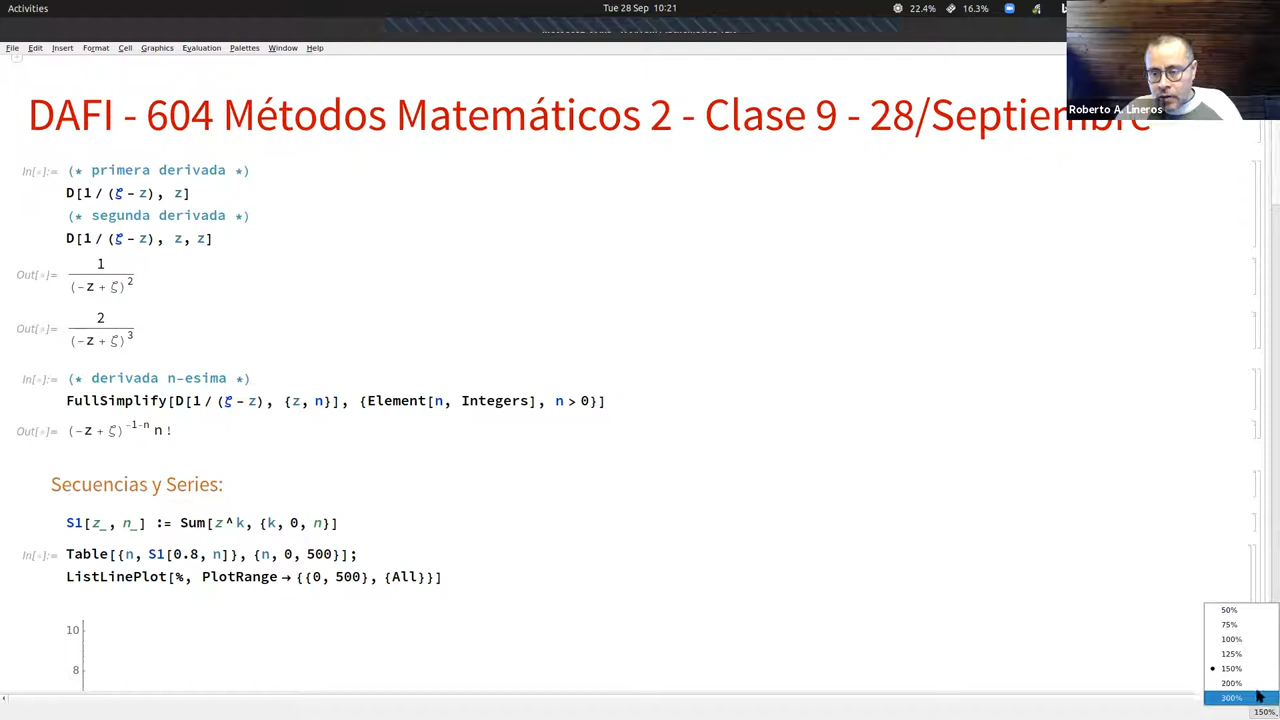 Activities
Tue 28 Sep 10:21
22.4%
16.3%
File Edit Insert Format Cell Graphics Evaluation Palettes Window Help
Roberto A. Lineros
DAFI - 604 Métodos Matemáticos 2 - Clase 9 - 28/Septiembre
In[•]:= (* primera derivada *)
D[1 / (ζ - z), z]
(* segunda derivada *)
D[1 / (ζ - z), z, z]
Out[•]= 1
(-z + ζ)^2
Out[•]= 2
(-z + ζ)^3
In[•]:= (* derivada n-esima *)
FullSimplify[D[1 / (ζ - z), {z, n}], {Element[n, Integers], n > 0}]
Out[•]= (-z + ζ)^-1-n n !
Secuencias y Series:
S1[z_, n_] := Sum[z^k, {k, 0, n}]
In[•]:= Table[{n, S1[0.8, n]}, {n, 0, 500}];
ListLinePlot[%, PlotRange → {{0, 500}, {All}}]
10
8
50%
75%
100%
125%
150%
200%
300%
150%